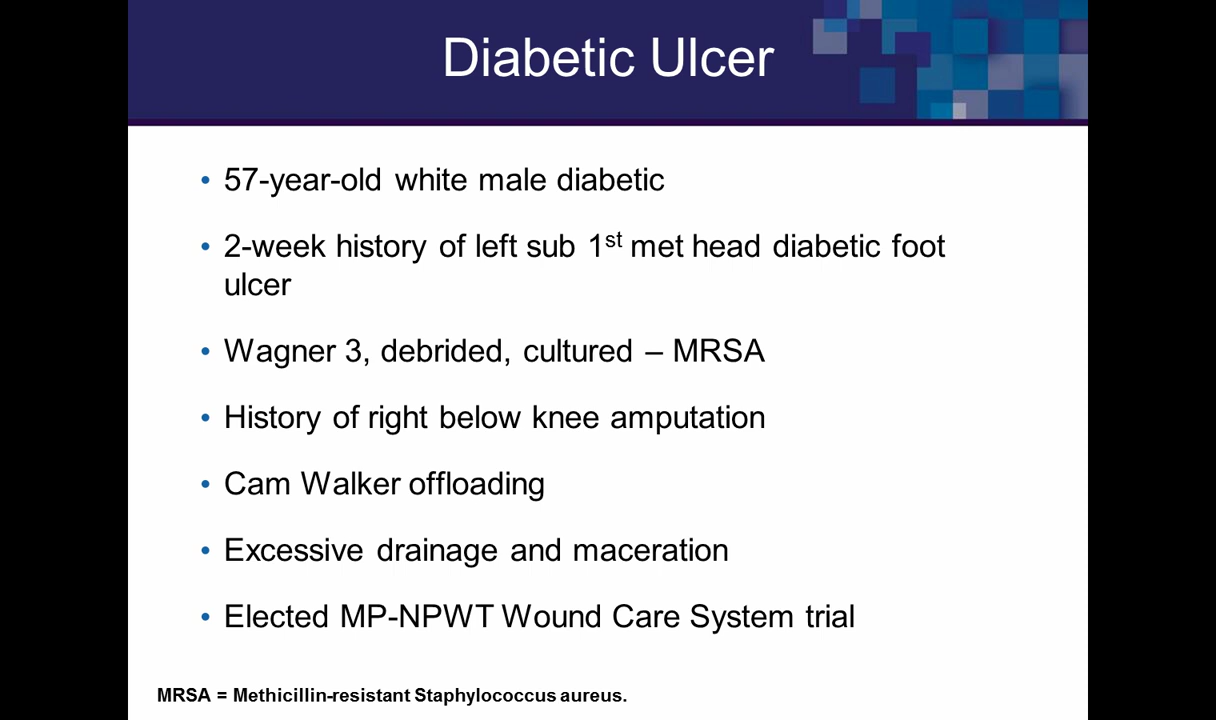 Diabetic Ulcer
• 57-year-old white male diabetic
• 2-week history of left sub 1st met head diabetic foot
ulcer
• Wagner 3, debrided, cultured – MRSA
• History of right below knee amputation
• Cam Walker offloading
• Excessive drainage and maceration
• Elected MP-NPWT Wound Care System trial
MRSA = Methicillin-resistant Staphylococcus aureus.